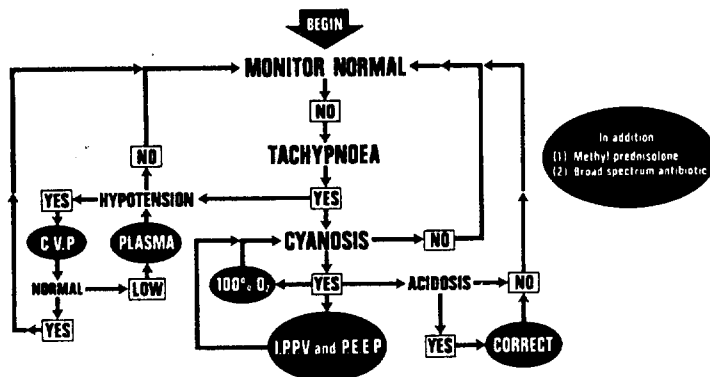 BEGIN
MONITOR NORMAL
NO
TACHYPNOEA
In addition
(1) Methyl prednisolone
(2) Broad spectrum antibiotic
NO
YES
HYPOTENSION
YES
C.V.P
PLASMA
CYANOSIS
NO
NORMAL
LOW
100% O2
YES
ACIDOSIS
NO
YES
I.P.P.V and P.E.E.P
YES
CORRECT